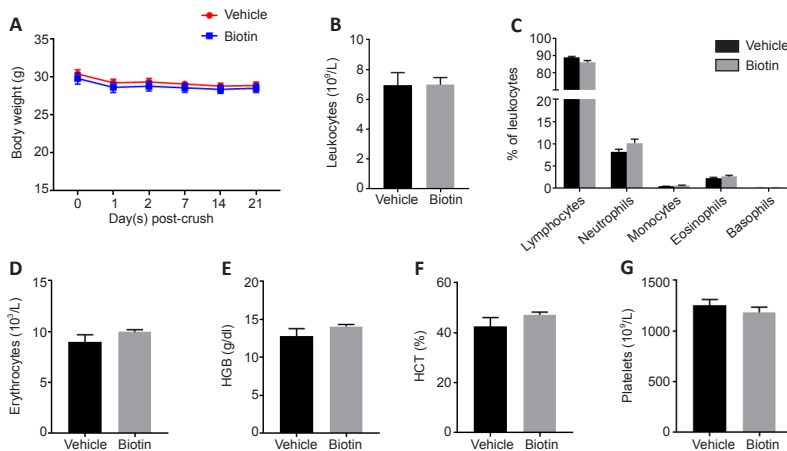 A
Vehicle
Biotin
Body weight (g)
35
30
25
20
15
0 1 2 7 14 21
Day(s) post-crush
B
Leukocytes (10⁹/L)
10
8
6
4
2
0
Vehicle Biotin
C
Vehicle
Biotin
% of leukocytes
100
90
80
20
15
10
5
0
Lymphocytes
Neutrophils
Monocytes
Eosinophils
Basophils
D
Erythrocytes (10³/L)
15
10
5
0
Vehicle Biotin
E
HGB (g/dl)
20
15
10
5
0
Vehicle Biotin
F
HCT (%)
60
40
20
0
Vehicle Biotin
G
Platelets (10⁹/L)
1500
1000
500
0
Vehicle Biotin